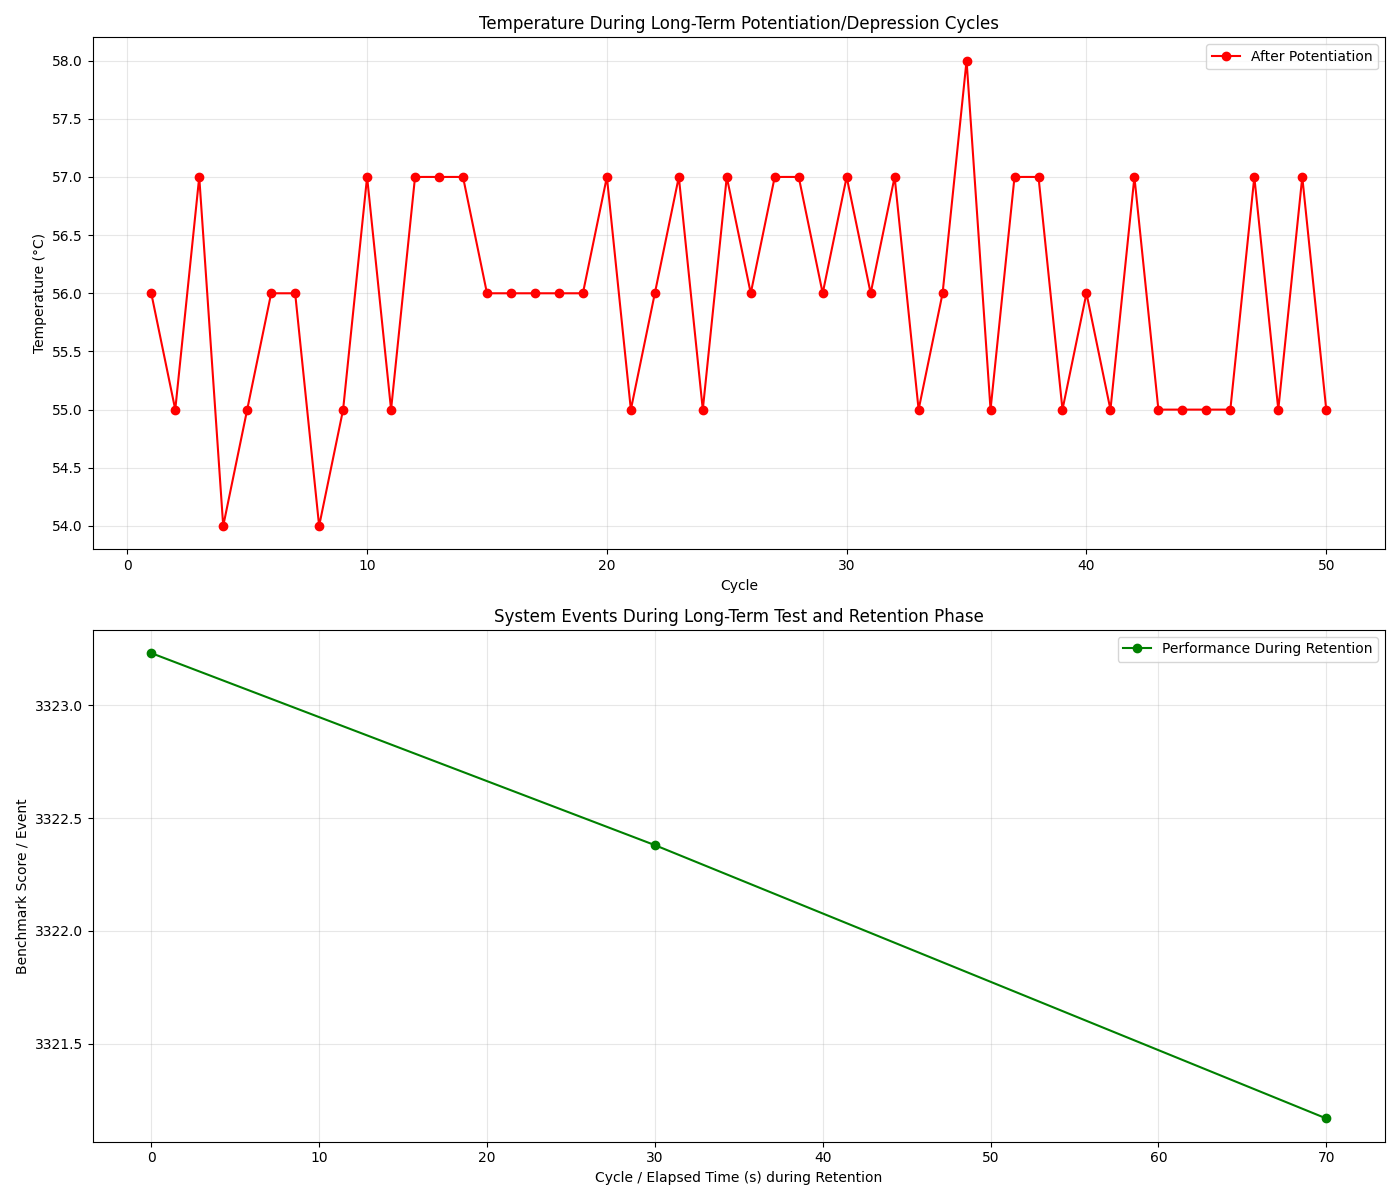 Temperature During Long-Term Potentiation/Depression Cycles
After Potentiation
58.0
57.5
57.0
56.5
56.0
55.5
55.0
54.5
54.0
Temperature (°C)
0 10 20 30 40 50
Cycle
System Events During Long-Term Test and Retention Phase
Performance During Retention
3323.0
3322.5
3322.0
3321.5
Benchmark Score / Event
0 10 20 30 40 50 60 70
Cycle / Elapsed Time (s) during Retention